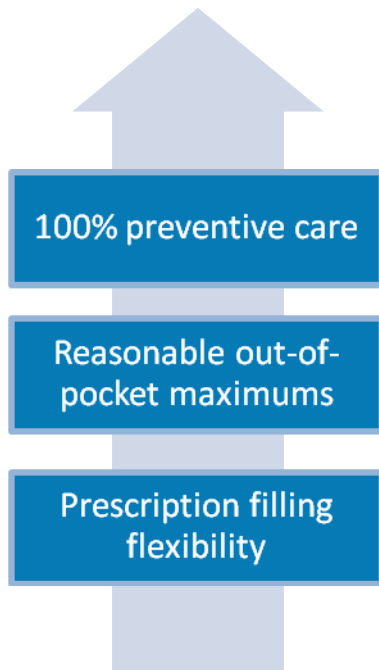 100% preventive care
Reasonable out-of-
pocket maximums
Prescription filling
flexibility